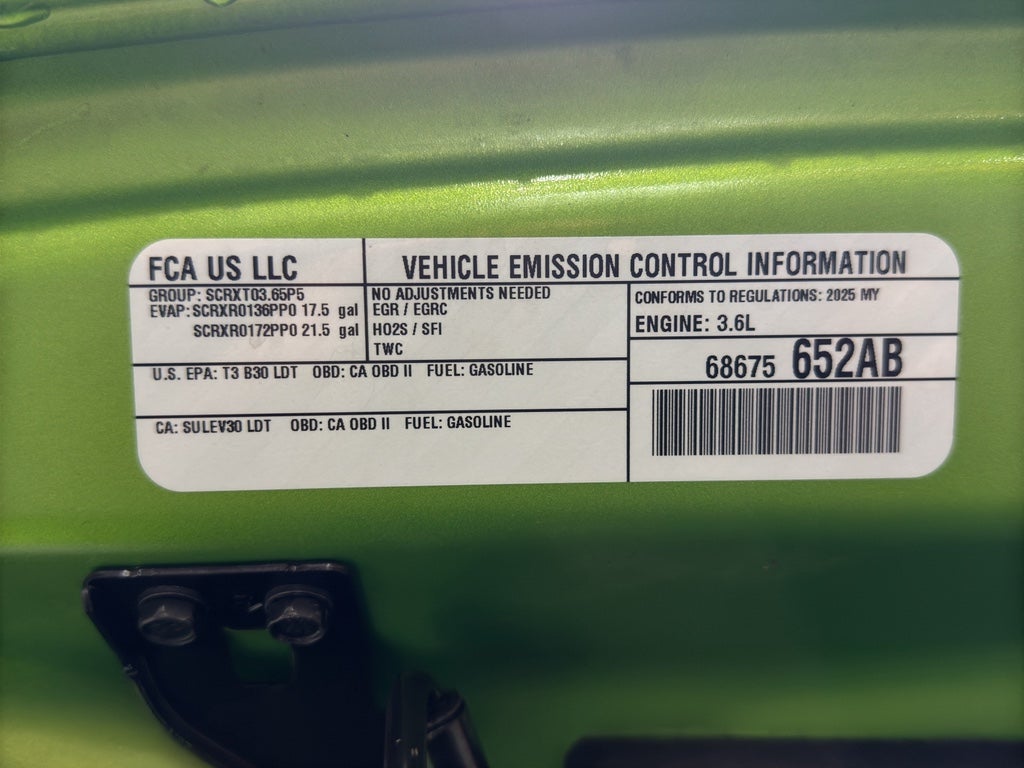 FCA US LLC
VEHICLE EMISSION CONTROL INFORMATION
GROUP: SCRXT03.65P5
EVAP: SCRXR0136PP0 17.5 gal
SCRXR0172PP0 21.5 gal
NO ADJUSTMENTS NEEDED
EGR / EGRC
HO2S / SFI
TWC
CONFORMS TO REGULATIONS: 2025 MY
ENGINE: 3.6L
68675 652AB
U.S. EPA: T3 B30 LDT OBD: CA OBD II FUEL: GASOLINE
CA: SULEV30 LDT OBD: CA OBD II FUEL: GASOLINE